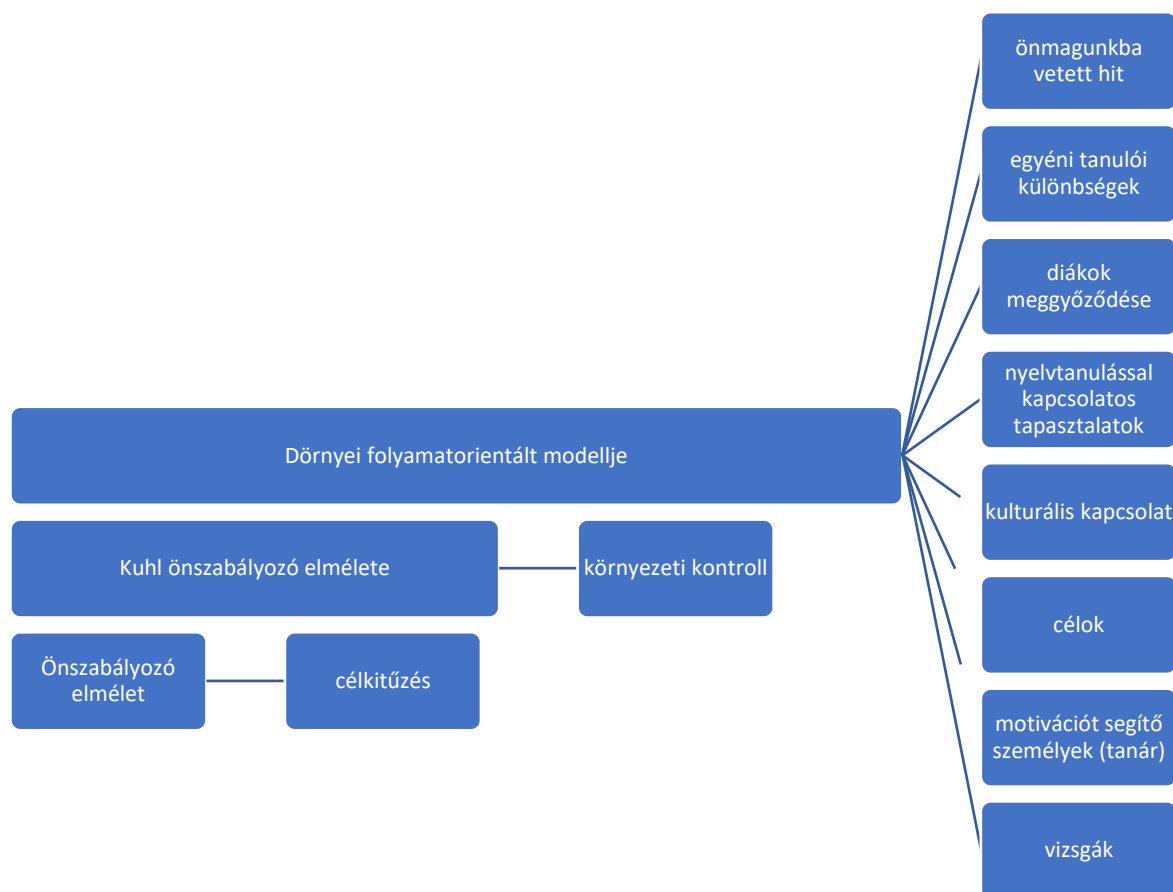 önmagunkba
vetett hit
egyéni tanulói
különbségek
diákok
meggyőződése
nyelvtanulással
kapcsolatos
tapasztalatok
Dörnyei folyamatorientált modellje
kulturális kapcsolat
Kuhl önszabályozó elmélete
környezeti kontroll
célok
Önszabályozó
elmélet
célkitűzés
motivációt segítő
személyek (tanár)
vizsgák